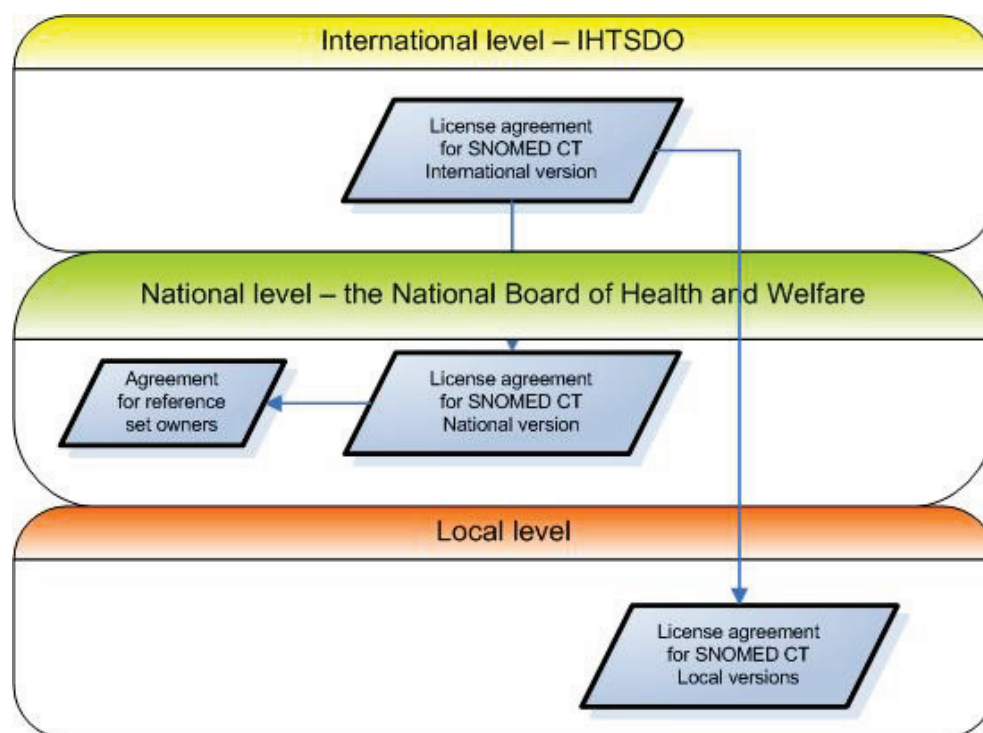 International level – IHTSDO
License agreement
for SNOMED CT
International version
National level – the National Board of Health and Welfare
Agreement
for reference
set owners
License agreement
for SNOMED CT
National version
Local level
License agreement
for SNOMED CT
Local versions